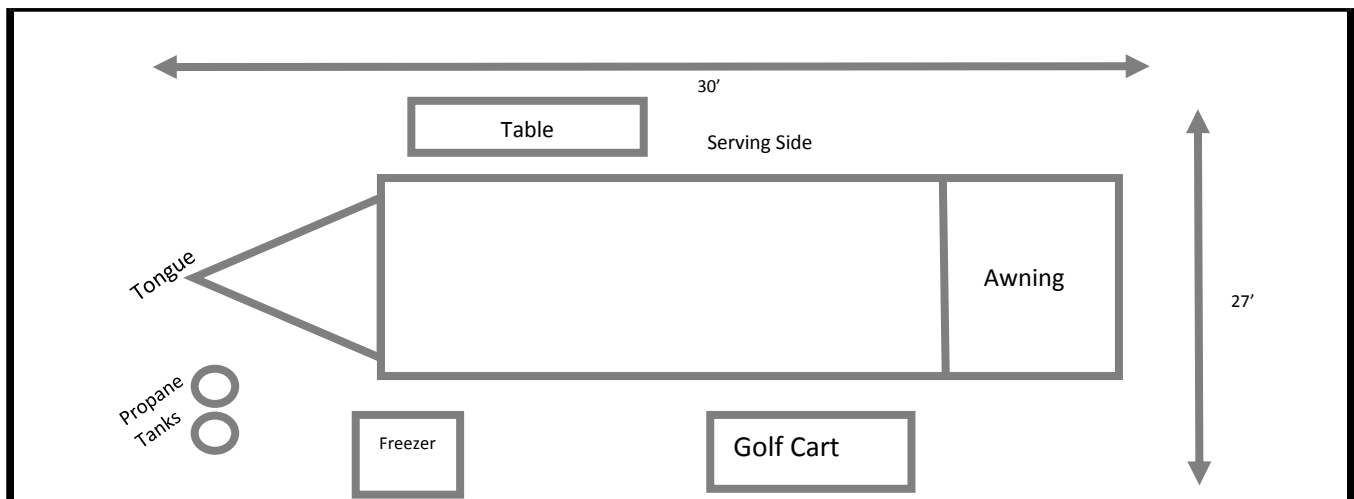 30’
Table
Serving Side
Tongue
Awning
27’
Propane
Tanks
Freezer
Golf Cart